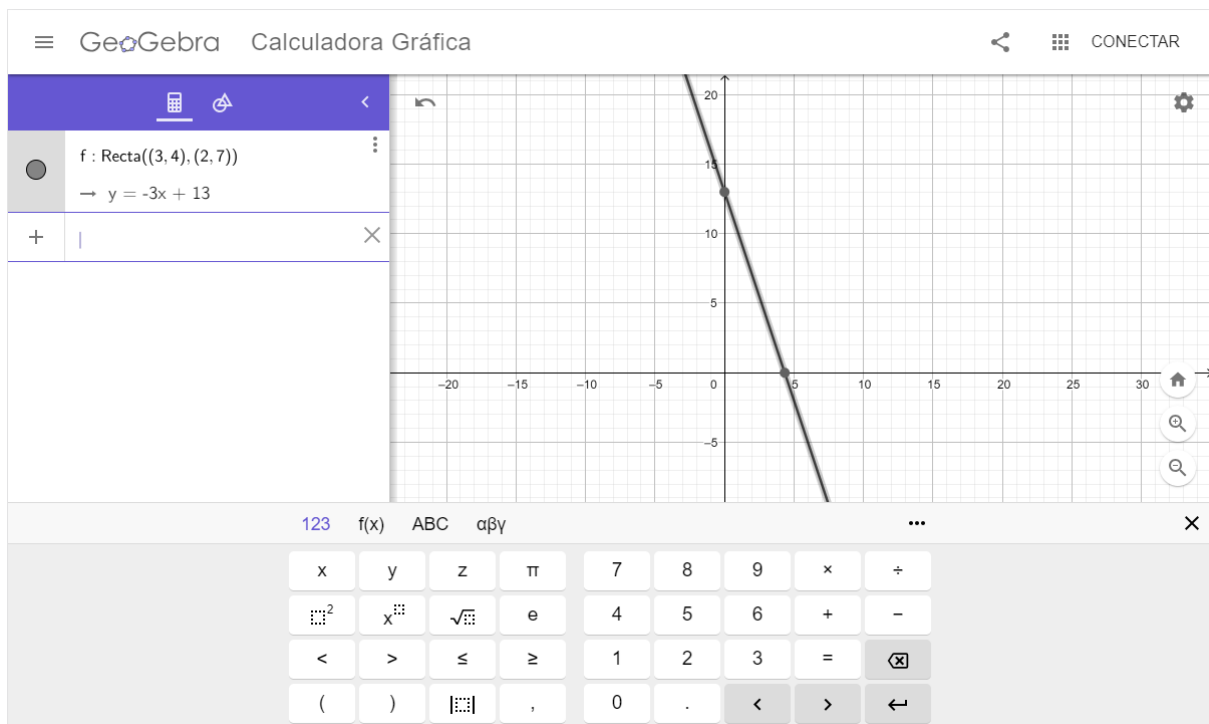 GeoGebra Calculadora Gráfica CONECTAR
f : Recta((3, 4), (2, 7))
→ y = -3x + 13
+
20
15
10
5
–20 –15 –10 –5 0 5 10 15 20 25 30
–5
123 f(x) ABC αβγ
x y z π 7 8 9 × ÷
² x √ e 4 5 6 + −
< > ≤ ≥ 1 2 3 =
( ) | | , 0 . < >